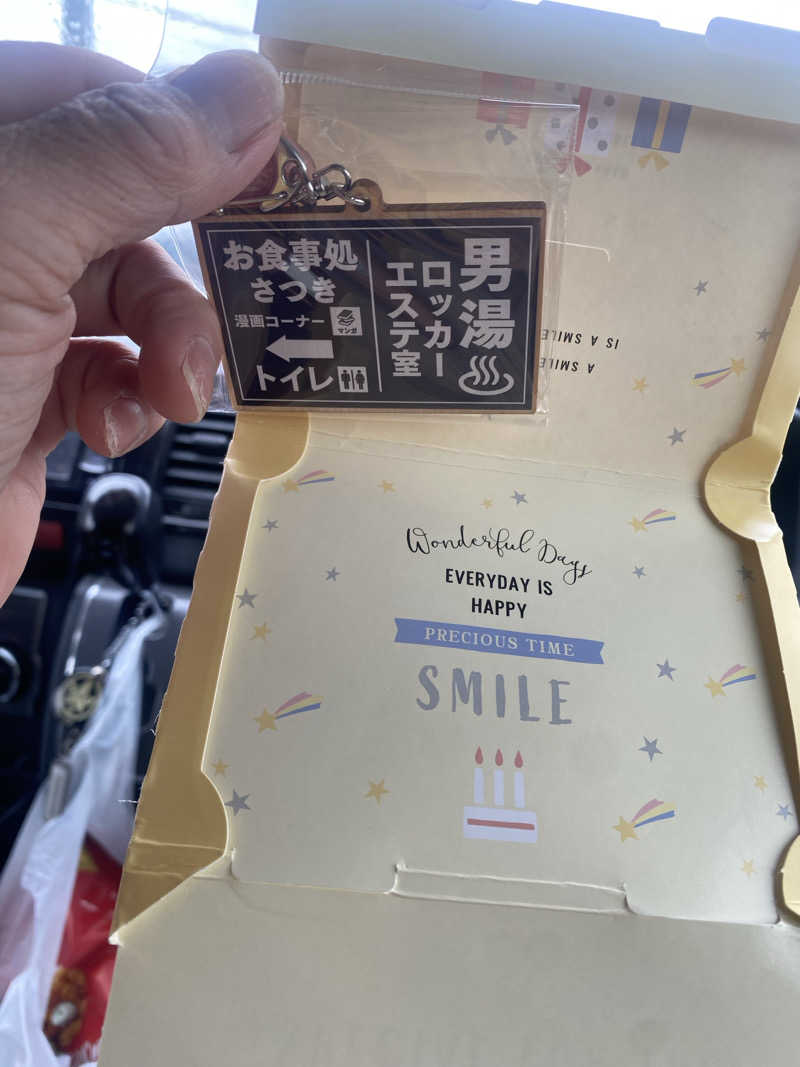 お食事処
さつき
漫画コーナー
マンガ
トイレ
男湯
ロッカー
エステ室
IS A SMILE
A SMILE
Wonderful Days
EVERYDAY IS
HAPPY
PRECIOUS TIME
SMILE